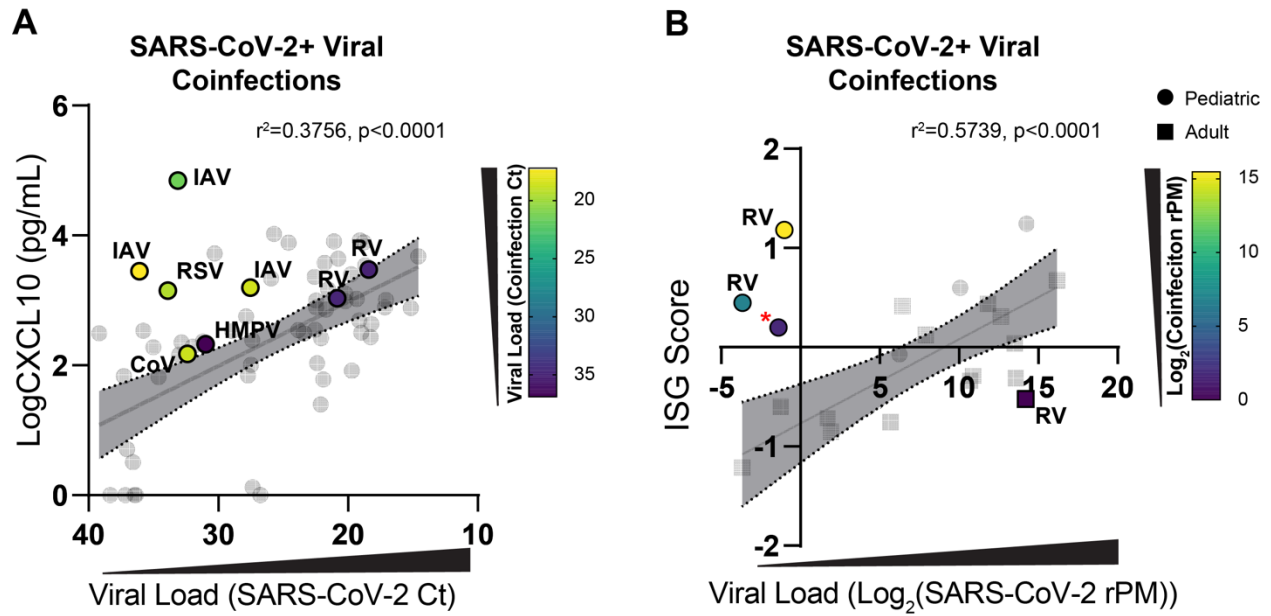 A
SARS-CoV-2+ Viral
Coinfections
r²=0.3756, p<0.0001
LogCXCL10 (pg/mL)
6
4
2
0
40
30
20
10
IAV
IAV
RSV
IAV
RV
RV
HMPV
CoV
Viral Load (Coinfection Ct)
20
25
30
35
Viral Load (SARS-CoV-2 Ct)
B
SARS-CoV-2+ Viral
Coinfections
r²=0.5739, p<0.0001
Pediatric
Adult
ISG Score
2
1
-1
-2
-5
5
10
15
20
RV
RV
*
RV
Log₂(Coinfeciton rPM)
15
10
5
0
Viral Load (Log₂(SARS-CoV-2 rPM))